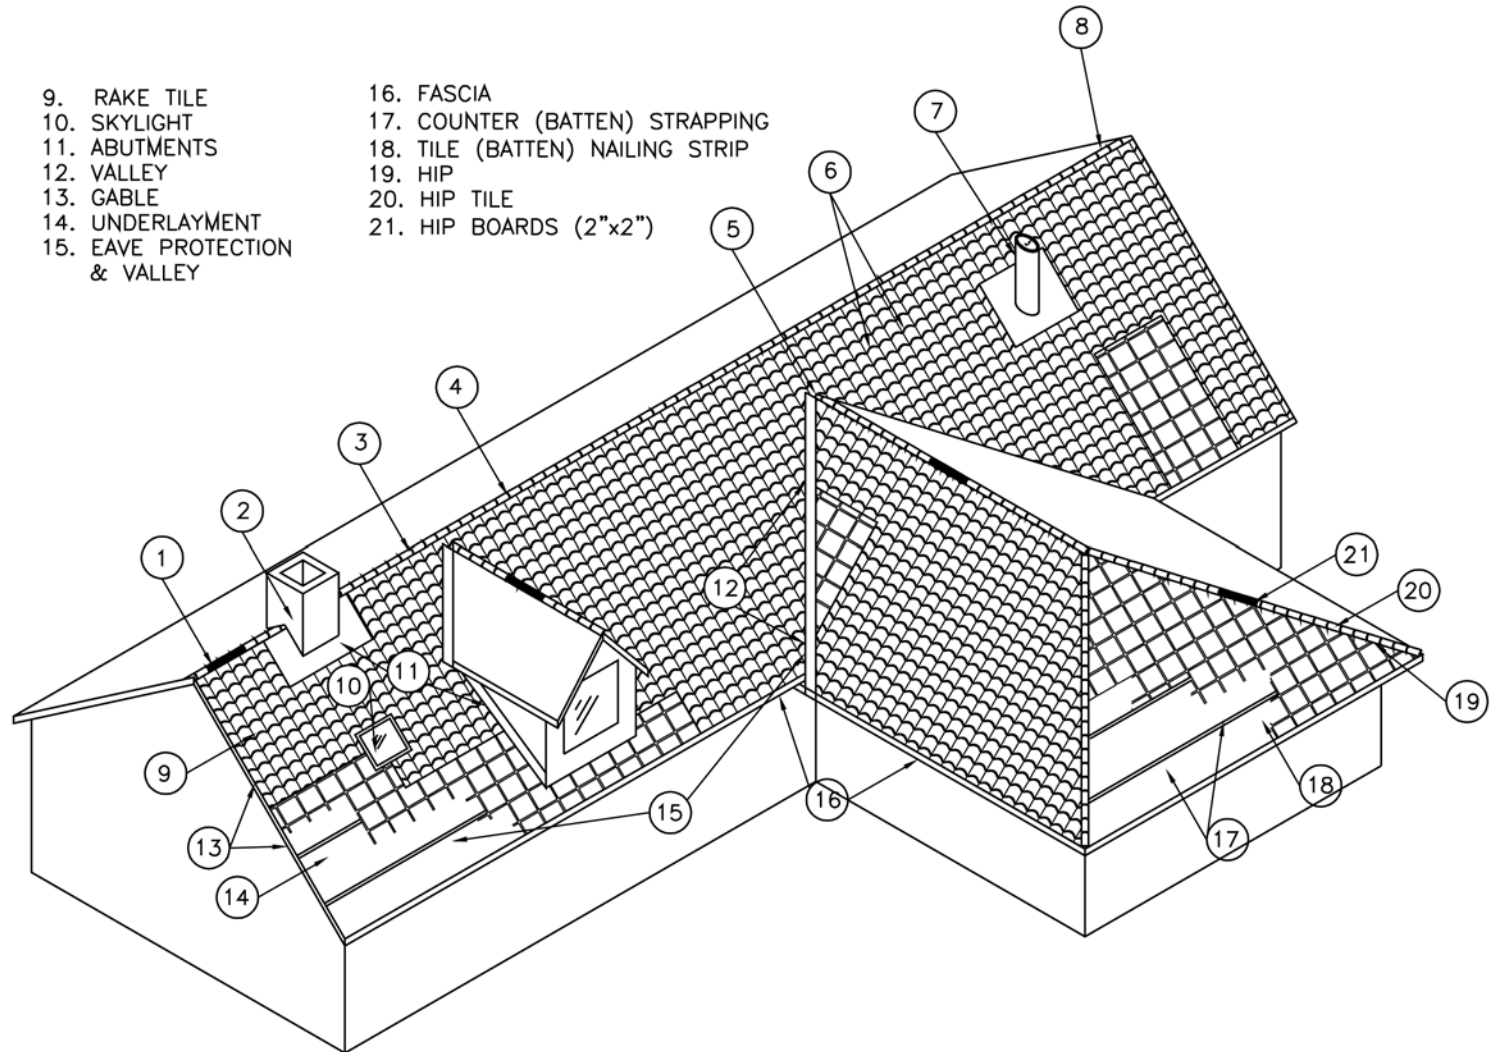 9. RAKE TILE
10. SKYLIGHT
11. ABUTMENTS
12. VALLEY
13. GABLE
14. UNDERLAYMENT
15. EAVE PROTECTION
& VALLEY
16. FASCIA
17. COUNTER (BATTEN) STRAPPING
18. TILE (BATTEN) NAILING STRIP
19. HIP
20. HIP TILE
21. HIP BOARDS (2”x2”)
8
7
6
5
4
3
2
1
12
21
20
11
10
19
9
18
16
15
17
13
14